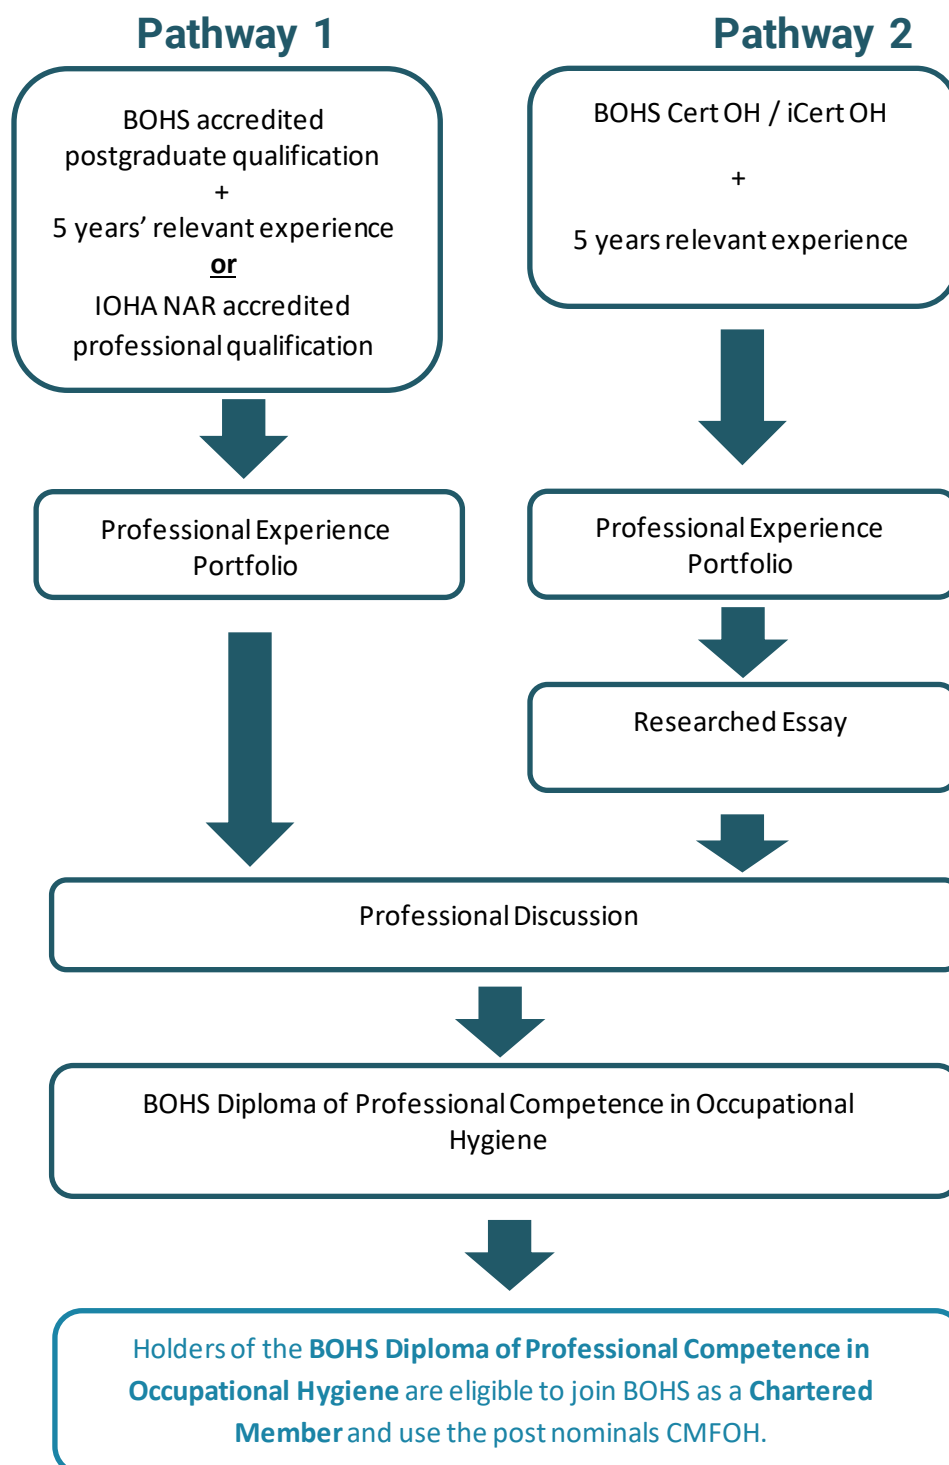 Pathway 1
BOHS accredited
postgraduate qualification
+
5 years’ relevant experience
or
IOHA NAR accredited
professional qualification
Professional Experience
Portfolio
Pathway 2
BOHS Cert OH / iCert OH
+
5 years relevant experience
Professional Experience
Portfolio
Researched Essay
Professional Discussion
BOHS Diploma of Professional Competence in Occupational
Hygiene
Holders of the BOHS Diploma of Professional Competence in
Occupational Hygiene are eligible to join BOHS as a Chartered
Member and use the post nominals CMFOH.